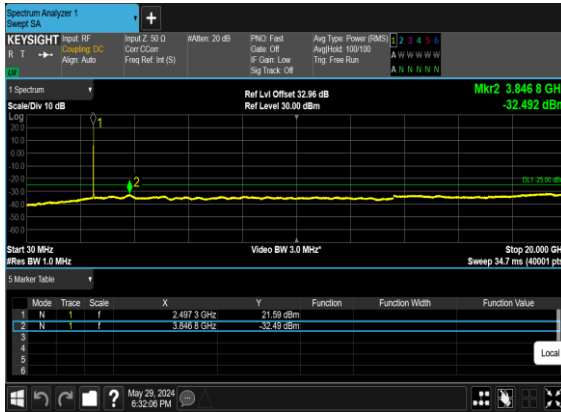 Spectrum Analyzer 1
Swept SA
KEYSIGHT Input: RF Input Z: 50 Ω #Atten: 20 dB PNO: Fast Avg Type: Power (RMS) 1 2 3 4 5 6
R T Coupling: DC Corr CCorr Gate: Off Avg|Hold: 100/100 A W W W W W
Align: Auto Freq Ref: Int (S) IF Gain: Low Trig: Free Run
LXI Sig Track: Off A N N N N N
1 Spectrum Ref Lvl Offset 32.96 dB Mkr2 3.846 8 GH
Scale/Div 10 dB Ref Level 30.00 dBm -32.492 dBn
Log
20.0
10.0
0.00
-10.0
-20.0
-30.0
-40.0
-50.0
-60.0
1
2
DL1 -25.00 dB
Start 30 MHz Video BW 3.0 MHz* Stop 20.000 GH
#Res BW 1.0 MHz Sweep 34.7 ms (40001 pts
5 Marker Table
Mode Trace Scale X Y Function Function Width Function Value
1 N 1 f 2.497 3 GHz 21.59 dBm
2 N 1 f 3.846 8 GHz -32.49 dBm
3
4
5
6
Local
? May 29, 2024
6:32:06 PM